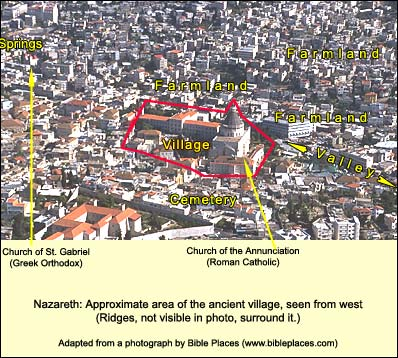 Springs
Farmland
Farmland
Farmland
Village
Valley
Cemetery
Church of St. Gabriel
(Greek Orthodox)
Church of the Annunciation
(Roman Catholic)
Nazareth: Approximate area of the ancient village, seen from west
(Ridges, not visible in photo, surround it.)
Adapted from a photograph by Bible Places (www.bibleplaces.com)